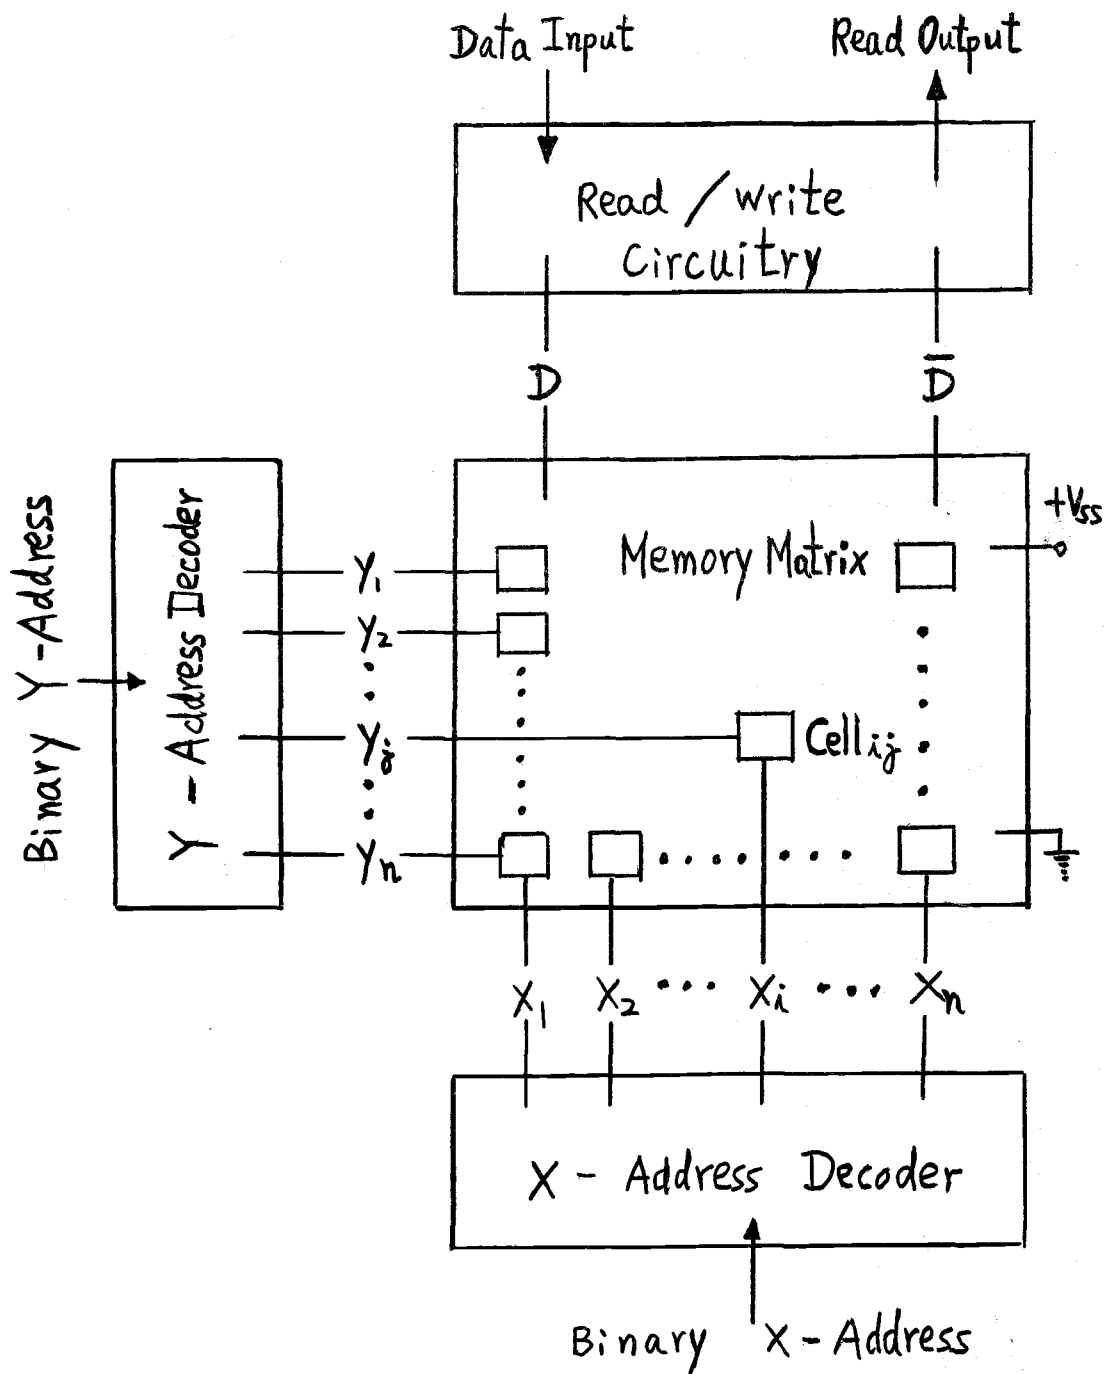 Data Input
Read Output
Read / Write
Circuitry
D
D̅
Binary Y-Address
Y-Address Decoder
Memory Matrix
+Vss
Y1
Y2
Yj
Cellij
Yn
X1 X2 ... Xi ... Xn
X - Address Decoder
Binary X - Address